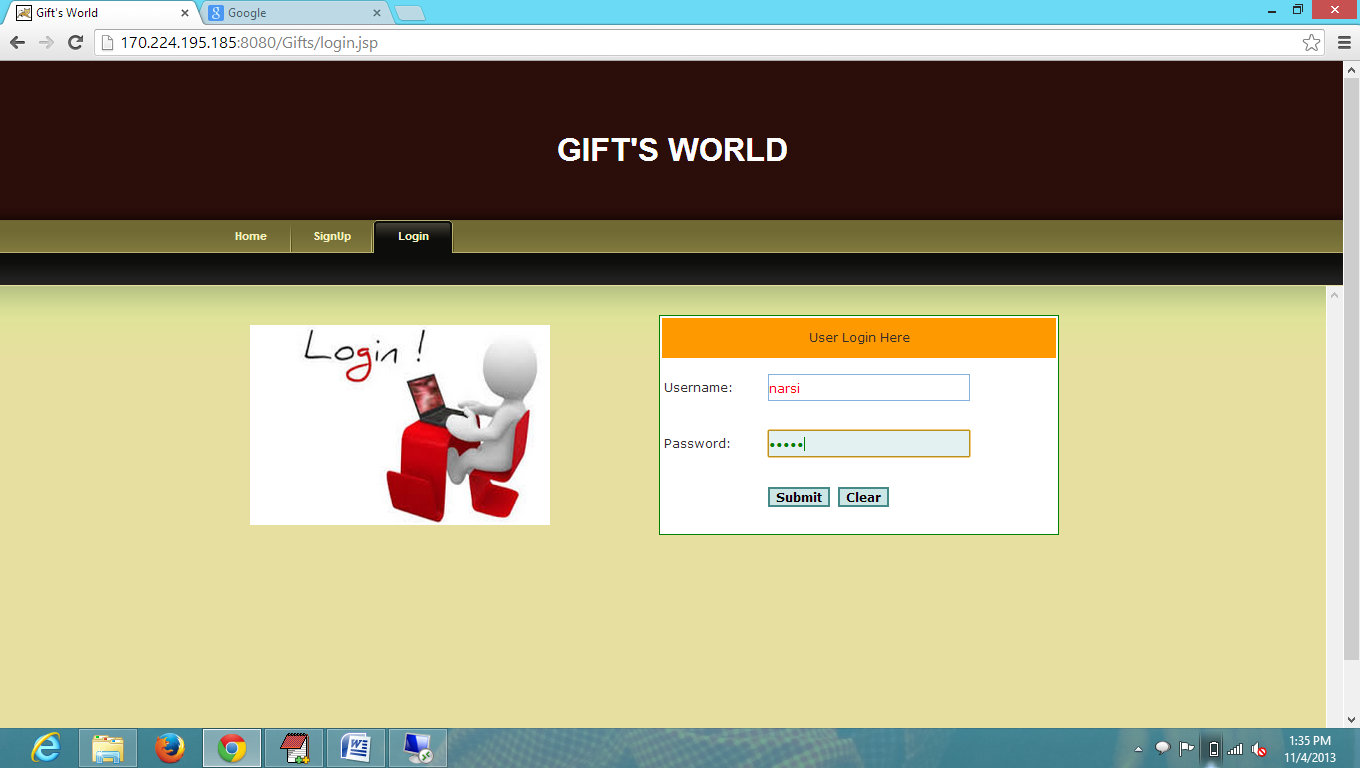 Gift's World
Google
170.224.195.185:8080/Gifts/login.jsp
GIFT'S WORLD
Home SignUp Login
Login !
User Login Here
Username: narsi
Password: •••••
Submit Clear
1:35 PM
11/4/2013